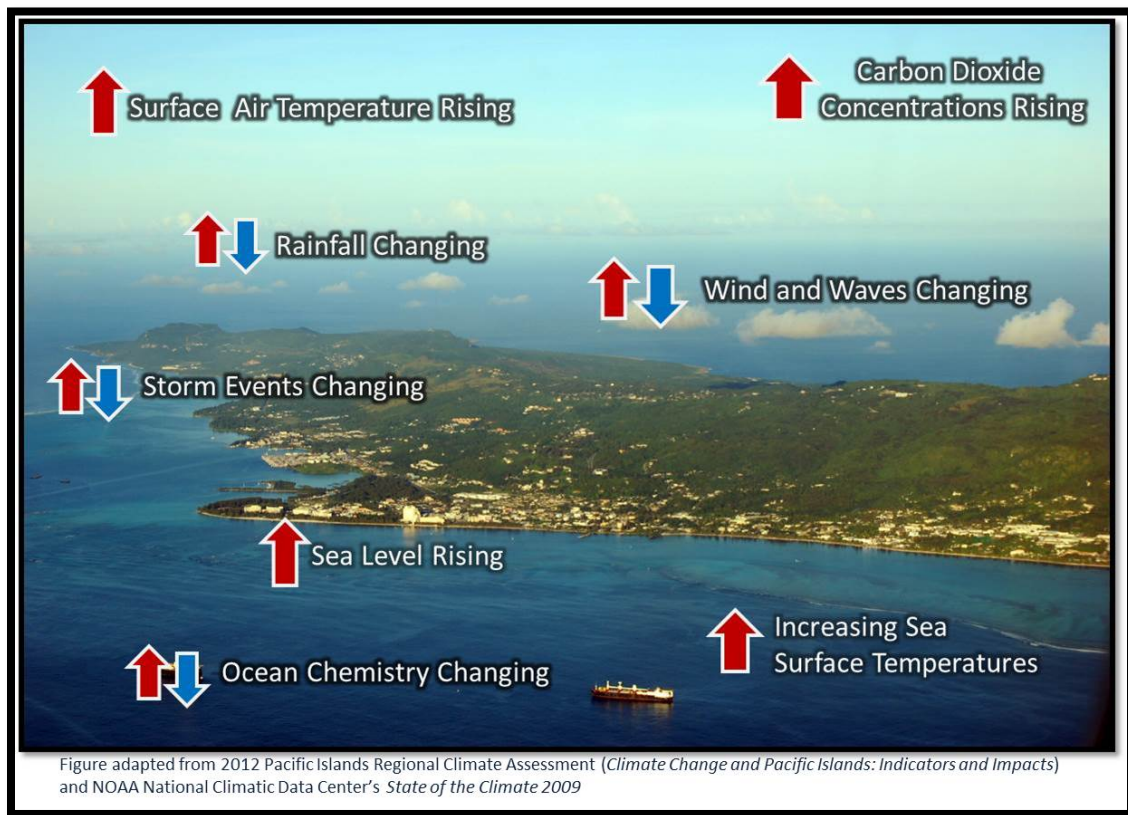 Surface Air Temperature Rising
Carbon Dioxide
Concentrations Rising
Rainfall Changing
Wind and Waves Changing
Storm Events Changing
Sea Level Rising
Increasing Sea
Surface Temperatures
Ocean Chemistry Changing
Figure adapted from 2012 Pacific Islands Regional Climate Assessment (Climate Change and Pacific Islands: Indicators and Impacts)
and NOAA National Climatic Data Center's State of the Climate 2009